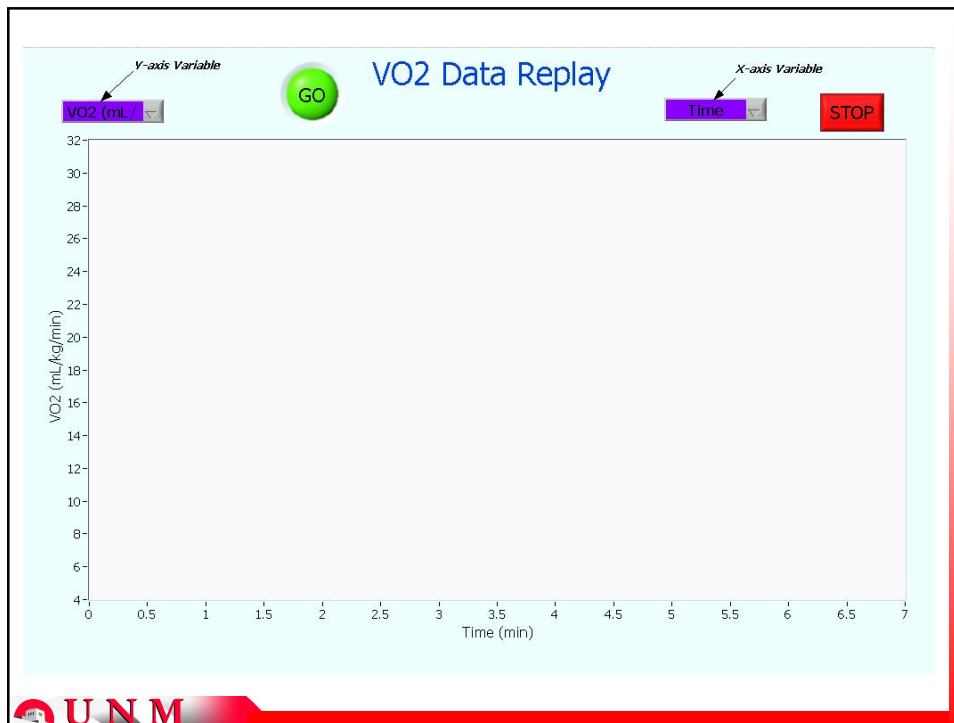 VO2 Data Replay
Y-axis Variable
X-axis Variable
VO2 (mL/
GO
Time
STOP
32
30
28
26
24
22
20
18
16
14
12
10
8
6
4
VO2 (mL/kg/min)
0 0.5 1 1.5 2 2.5 3 3.5 4 4.5 5 5.5 6 6.5 7
Time (min)
UNM